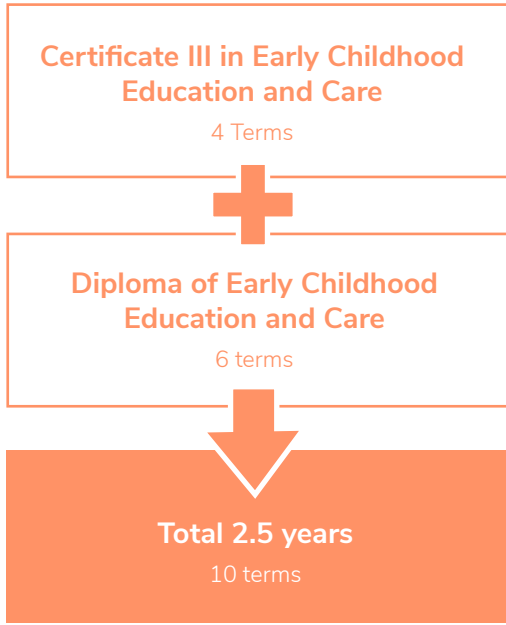 Certificate III in Early Childhood
Education and Care
4 Terms
Diploma of Early Childhood
Education and Care
6 terms
Total 2.5 years
10 terms